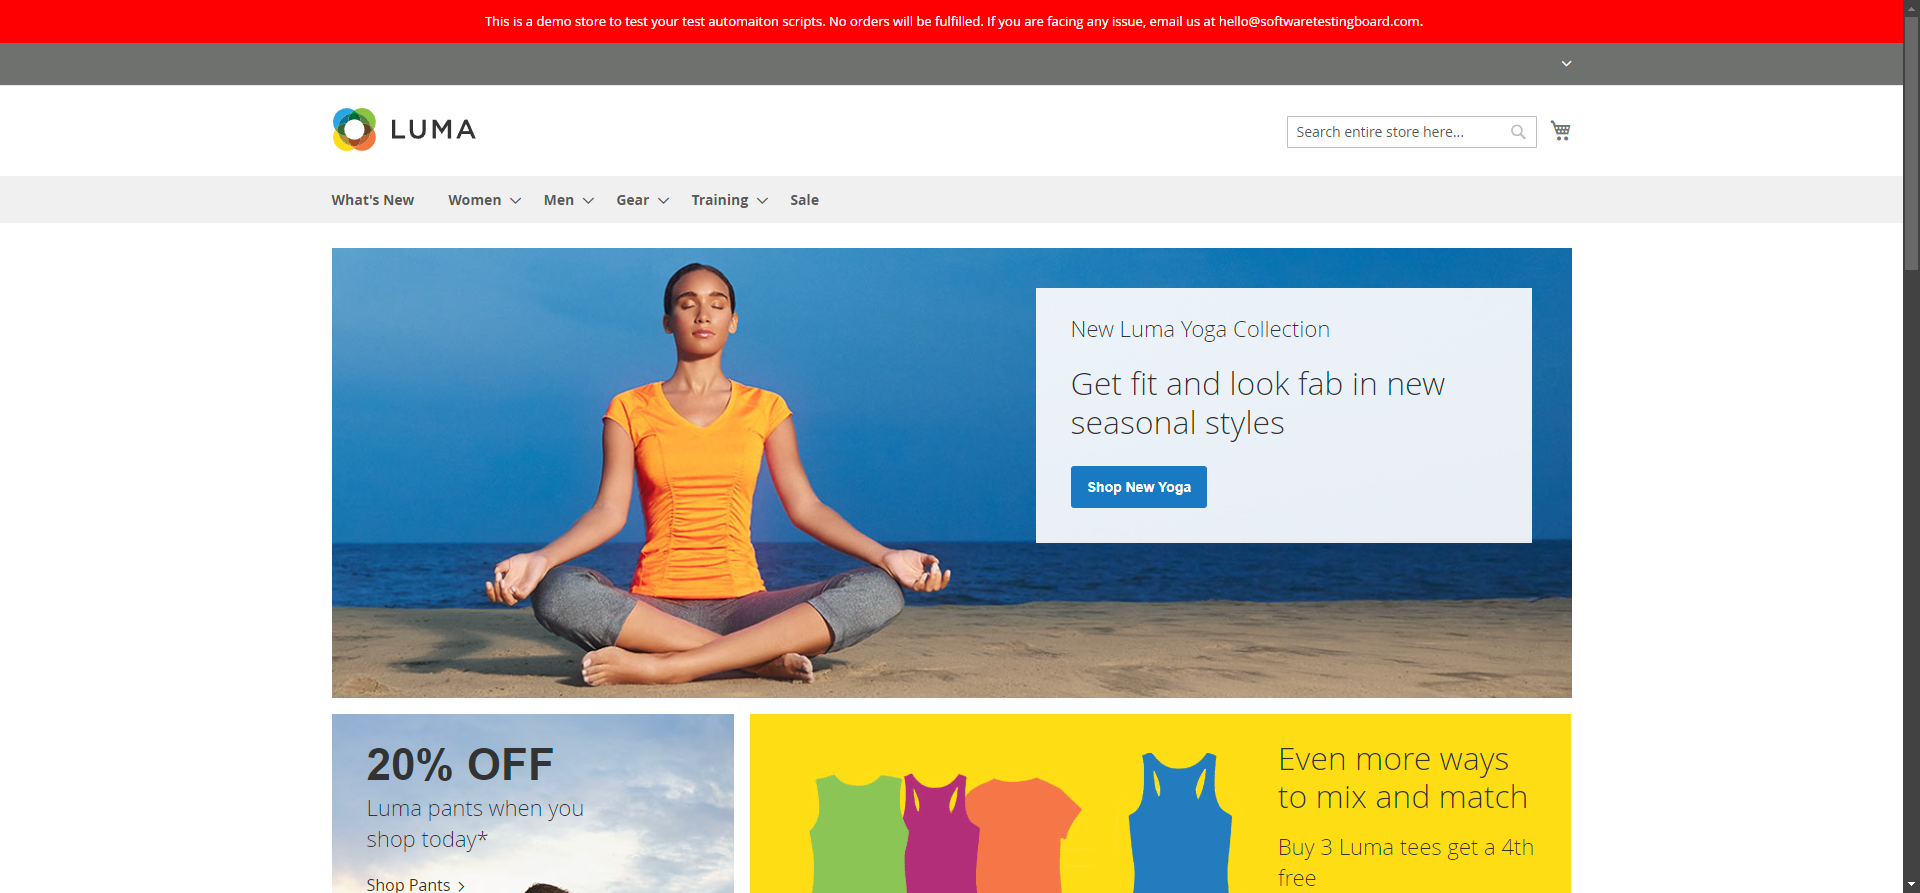 This is a demo store to test your test automaiton scripts. No orders will be fulfilled. If you are facing any issue, email us at hello@softwaretestingboard.com.
LUMA
Search entire store here...
What's New Women Men Gear Training Sale
New Luma Yoga Collection
Get fit and look fab in new
seasonal styles
Shop New Yoga
20% OFF
Luma pants when you
shop today*
Shop Pants
Even more ways
to mix and match
Buy 3 Luma tees get a 4th
free